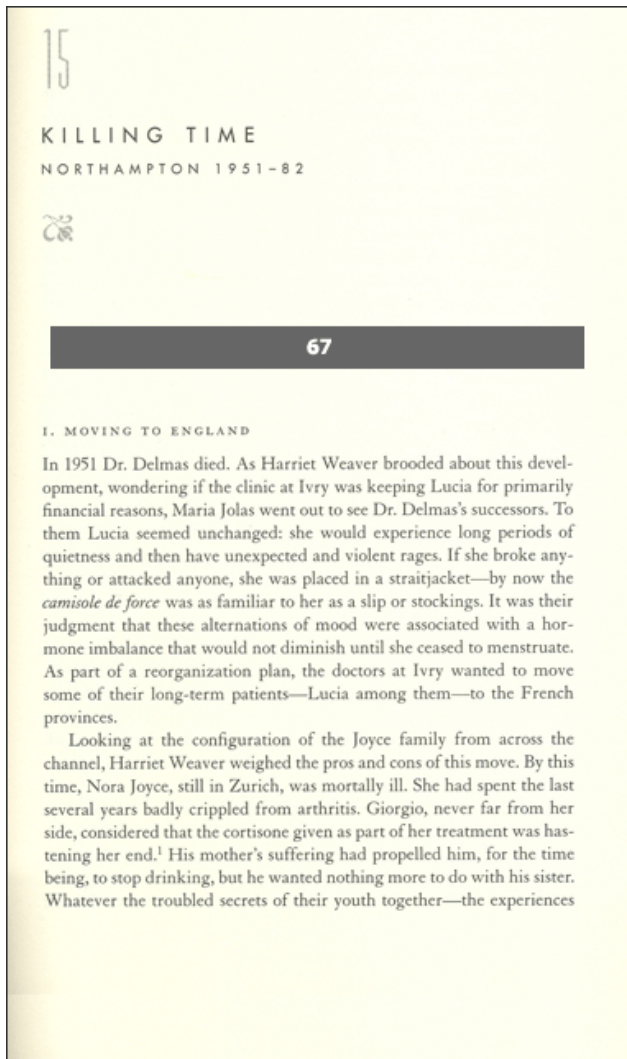 15
KILLING TIME
NORTHAMPTON 1951–82
67
I. MOVING TO ENGLAND
In 1951 Dr. Delmas died. As Harriet Weaver brooded about this devel-
opment, wondering if the clinic at Ivry was keeping Lucia for primarily
financial reasons, Maria Jolas went out to see Dr. Delmas's successors. To
them Lucia seemed unchanged: she would experience long periods of
quietness and then have unexpected and violent rages. If she broke any-
thing or attacked anyone, she was placed in a straitjacket—by now the
camisole de force was as familiar to her as a slip or stockings. It was their
judgment that these alternations of mood were associated with a hor-
mone imbalance that would not diminish until she ceased to menstruate.
As part of a reorganization plan, the doctors at Ivry wanted to move
some of their long-term patients—Lucia among them—to the French
provinces.
Looking at the configuration of the Joyce family from across the
channel, Harriet Weaver weighed the pros and cons of this move. By this
time, Nora Joyce, still in Zurich, was mortally ill. She had spent the last
several years badly crippled from arthritis. Giorgio, never far from her
side, considered that the cortisone given as part of her treatment was has-
tening her end.¹ His mother's suffering had propelled him, for the time
being, to stop drinking, but he wanted nothing more to do with his sister.
Whatever the troubled secrets of their youth together—the experiences